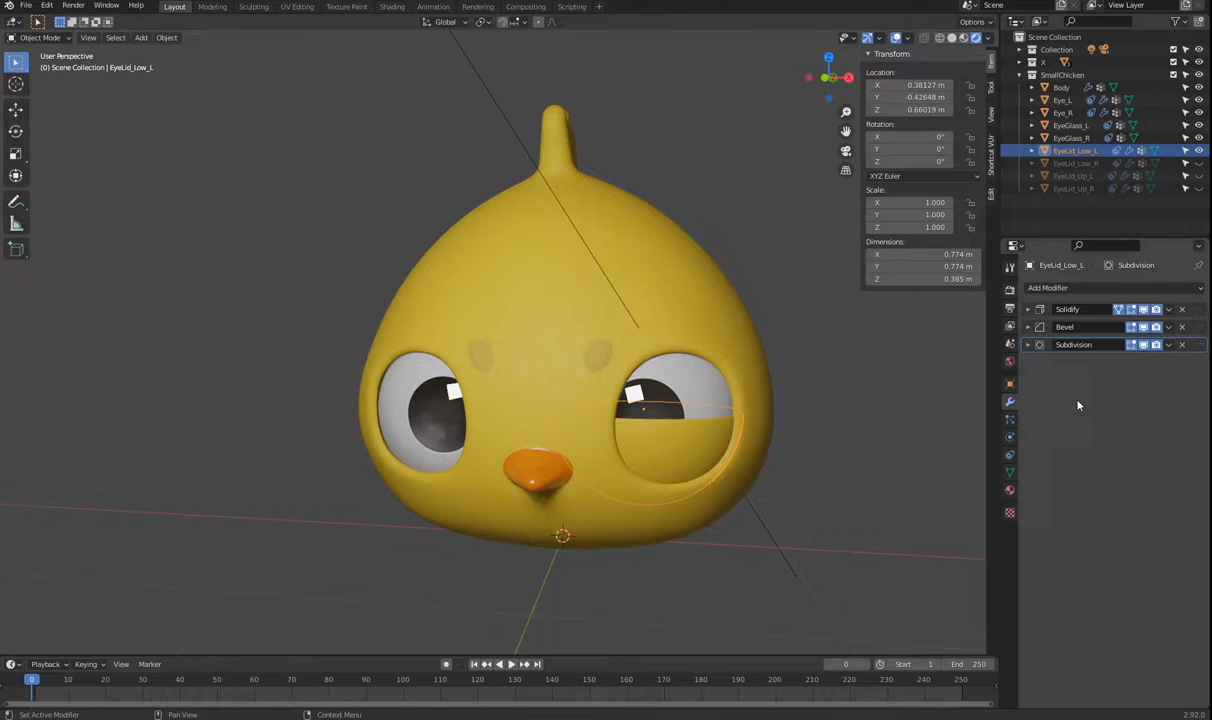 File Edit Render Window Help Layout Modeling Sculpting UV Editing Texture Paint Shading Animation Rendering Compositing Scripting + Scene View Layer
Global Options
Object Mode View Select Add Object
User Perspective
(0) Scene Collection | EyeLid_Low_L
Transform
Location:
X 0.38127 m
Y -0.42648 m
Z 0.66019 m
Rotation:
X 0°
Y 0°
Z 0°
XYZ Euler
Scale:
X 1.000
Y 1.000
Z 1.000
Dimensions:
X 0.774 m
Y 0.774 m
Z 0.385 m
Item
Tool
View
Shortcut VUr
Edit
Scene Collection
Collection
X
SmallChicken
Body
Eye_L
Eye_R
EyeGlass_L
EyeGlass_R
EyeLid_Low_L
EyeLid_Low_R
EyeLid_Up_L
EyeLid_Up_R
EyeLid_Low_L Subdivision
Add Modifier
Solidify
Bevel
Subdivision
Playback Keying View Marker 0 Start 1 End 250
0 10 20 30 40 50 60 70 80 90 100 110 120 130 140 150 160 170 180 190 200 210 220 230 240 250
Set Active Modifier Pan View Context Menu 2.92.0